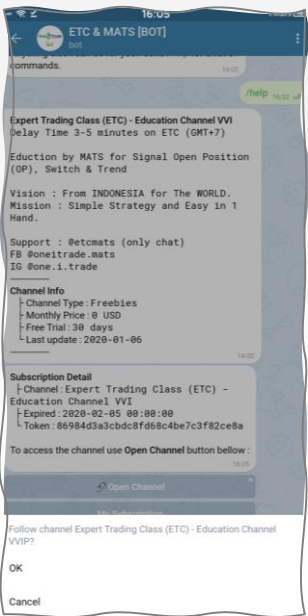 16:05
ETC & MATS [BOT]
bot
commands.
16:05
/help 16:02
Expert Trading Class (ETC) - Education Channel VVI
Delay Time 3-5 minutes on ETC (GMT+7)
Eduction by MATS for Signal Open Position
(OP), Switch & Trend
Vision : From INDONESIA for The WORLD.
Mission : Simple Strategy and Easy in 1
Hand.
Support : @etcmats (only chat)
FB @oneitrade.mats
IG @one.i.trade
Channel Info
Channel Type : Freebies
Monthly Price : 0 USD
Free Trial : 30 days
Last update : 2020-01-06
16:02
Subscription Detail
Channel : Expert Trading Class (ETC) -
Education Channel VVI
Expired : 2020-02-05 00:00:00
Token : 86984d3a3cbdc8fd68c4be7c3f82ce8a
To access the channel use Open Channel button bellow :
16:05
Open Channel
My Subscription
Follow channel Expert Trading Class (ETC) - Education Channel
VVIP?
OK
Cancel